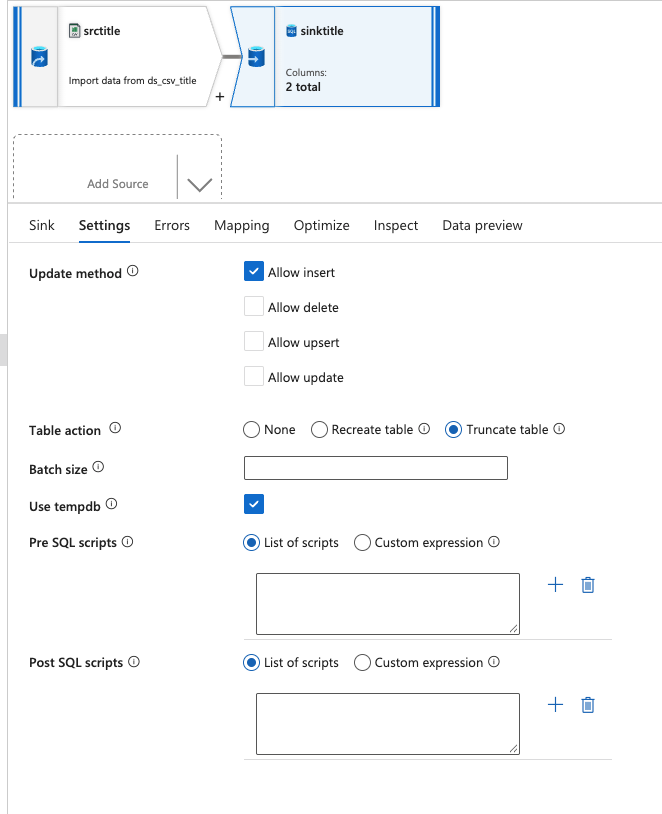 srctitle
Import data from ds_csv_title
+
SQL sinktitle
Columns:
2 total
Add Source
Sink Settings Errors Mapping Optimize Inspect Data preview
Update method Allow insert
Allow delete
Allow upsert
Allow update
Table action None Recreate table Truncate table
Batch size
Use tempdb
Pre SQL scripts List of scripts Custom expression
Post SQL scripts List of scripts Custom expression